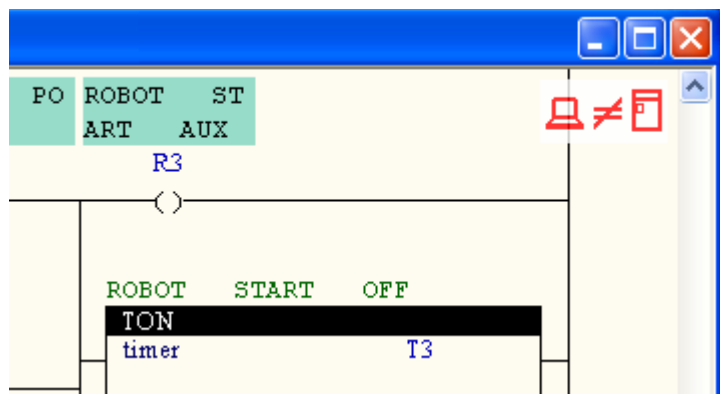 PO ROBOT ST
ART AUX
R3
( )
ROBOT START OFF
TON
timer T3